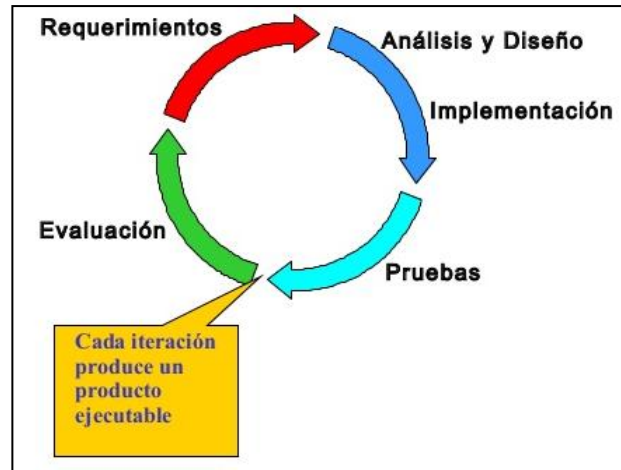 Requerimientos
Análisis y Diseño
Implementación
Evaluación
Pruebas
Cada iteración
produce un
producto
ejecutable